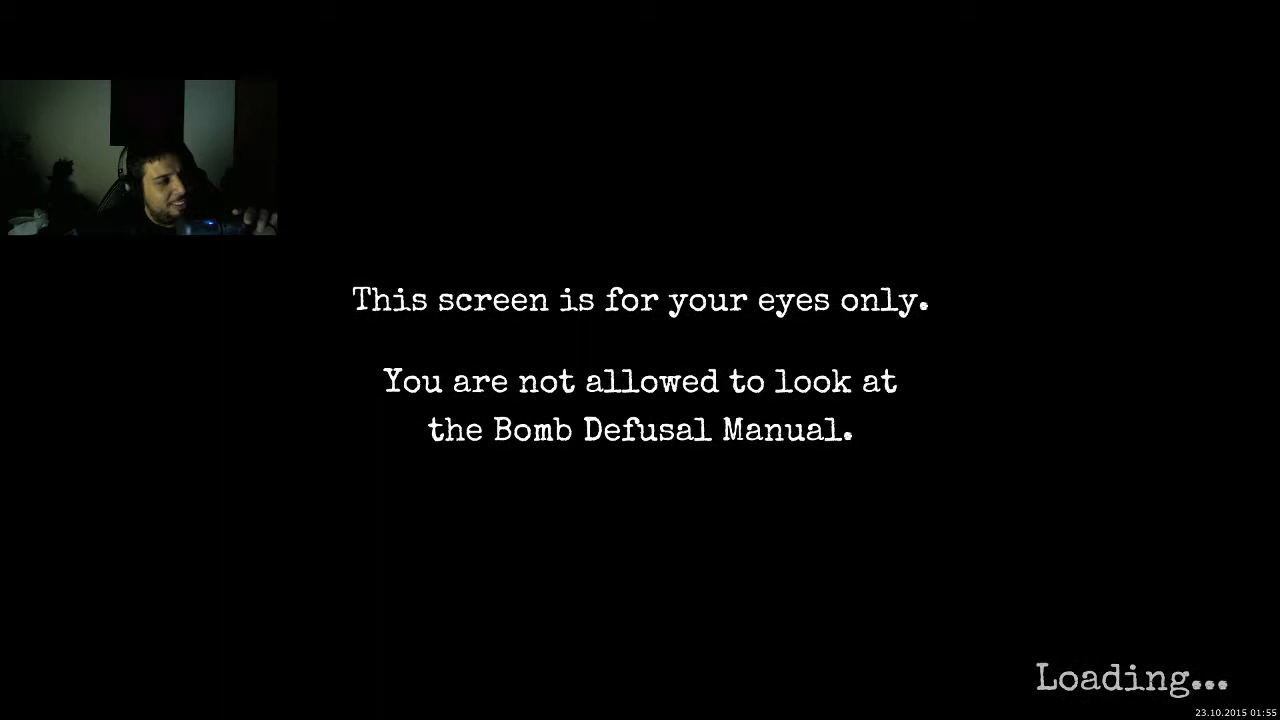 This screen is for your eyes only.
You are not allowed to look at
the Bomb Defusal Manual.
Loading...
23.10.2015 01:55